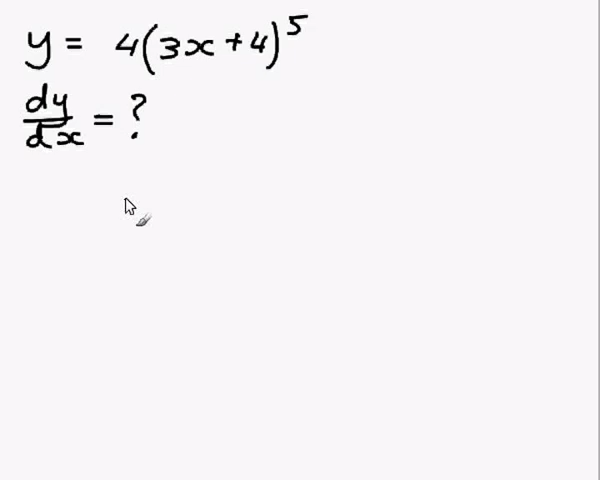 y = 4(3x+4)⁵
dy/dx = ?